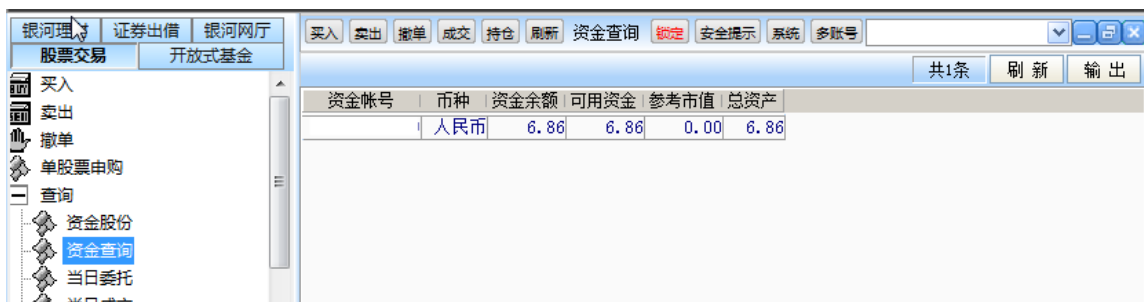 银河理财 证券出借 银河网厅
股票交易 开放式基金
买入 卖出 撤单 成交 持仓 刷新 资金查询 锁定 安全提示 系统 多账号
共1条 刷 新 输 出
买入
卖出
撤单
单股票申购
查询
资金股份
资金查询
当日委托
当日成交
资金帐号 币种 资金余额 可用资金 参考市值 总资产
人民币 6.86 6.86 0.00 6.86